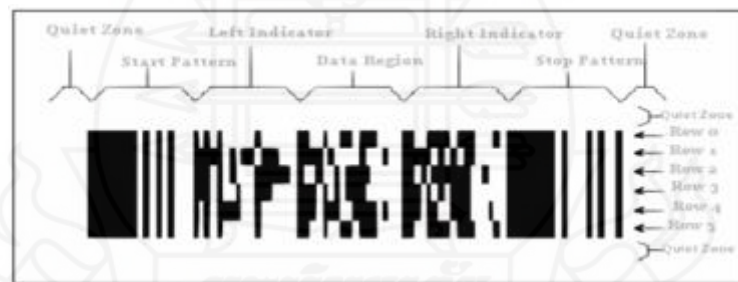 Quiet Zone Left Indicator Right Indicator Quiet Zone
Start Pattern Data Region Stop Pattern
Quiet Zone
Row 0
Row 1
Row 2
Row 3
Row 4
Row 5
Quiet Zone